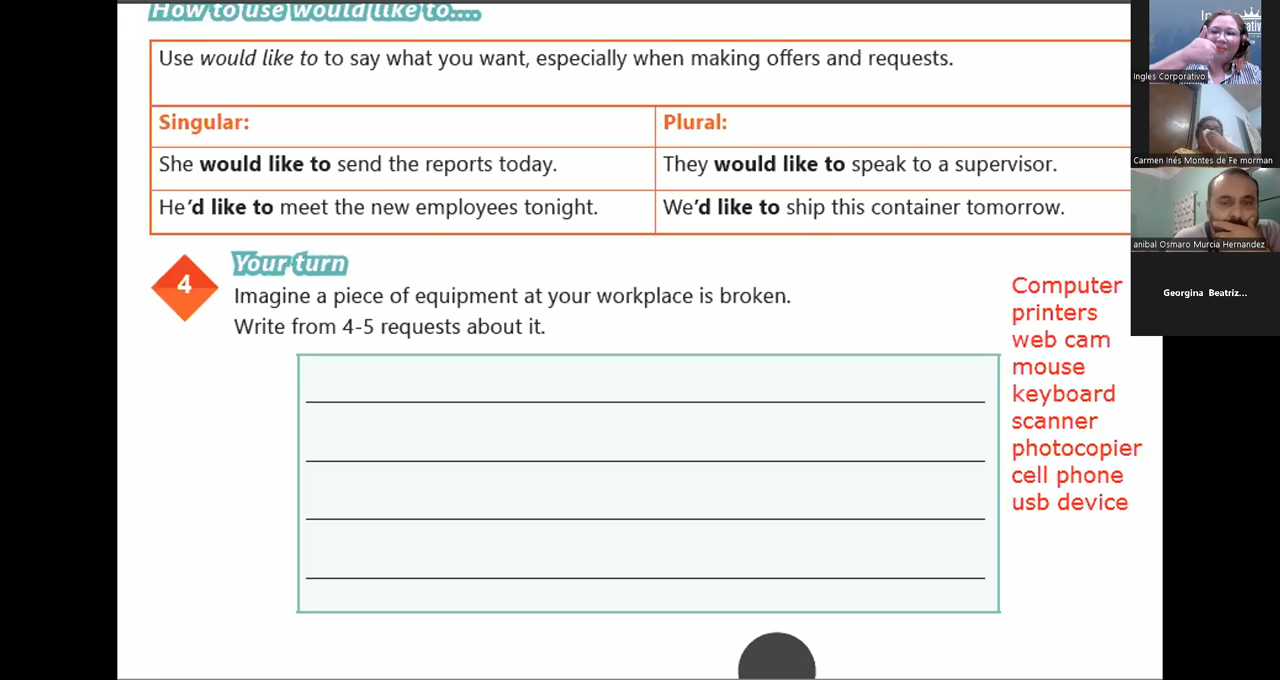 How to use would like to....
Use would like to to say what you want, especially when making offers and requests.
Singular:
Plural:
She would like to send the reports today.
They would like to speak to a supervisor.
He'd like to meet the new employees tonight.
We'd like to ship this container tomorrow.
4
Your turn
Imagine a piece of equipment at your workplace is broken.
Write from 4-5 requests about it.
Computer
printers
web cam
mouse
keyboard
scanner
photocopier
cell phone
usb device
Ingles Corporativo
Carmen Inés Montes de Fe morman
anibal Osmaro Murcia Hernandez
Georgina Beatriz...